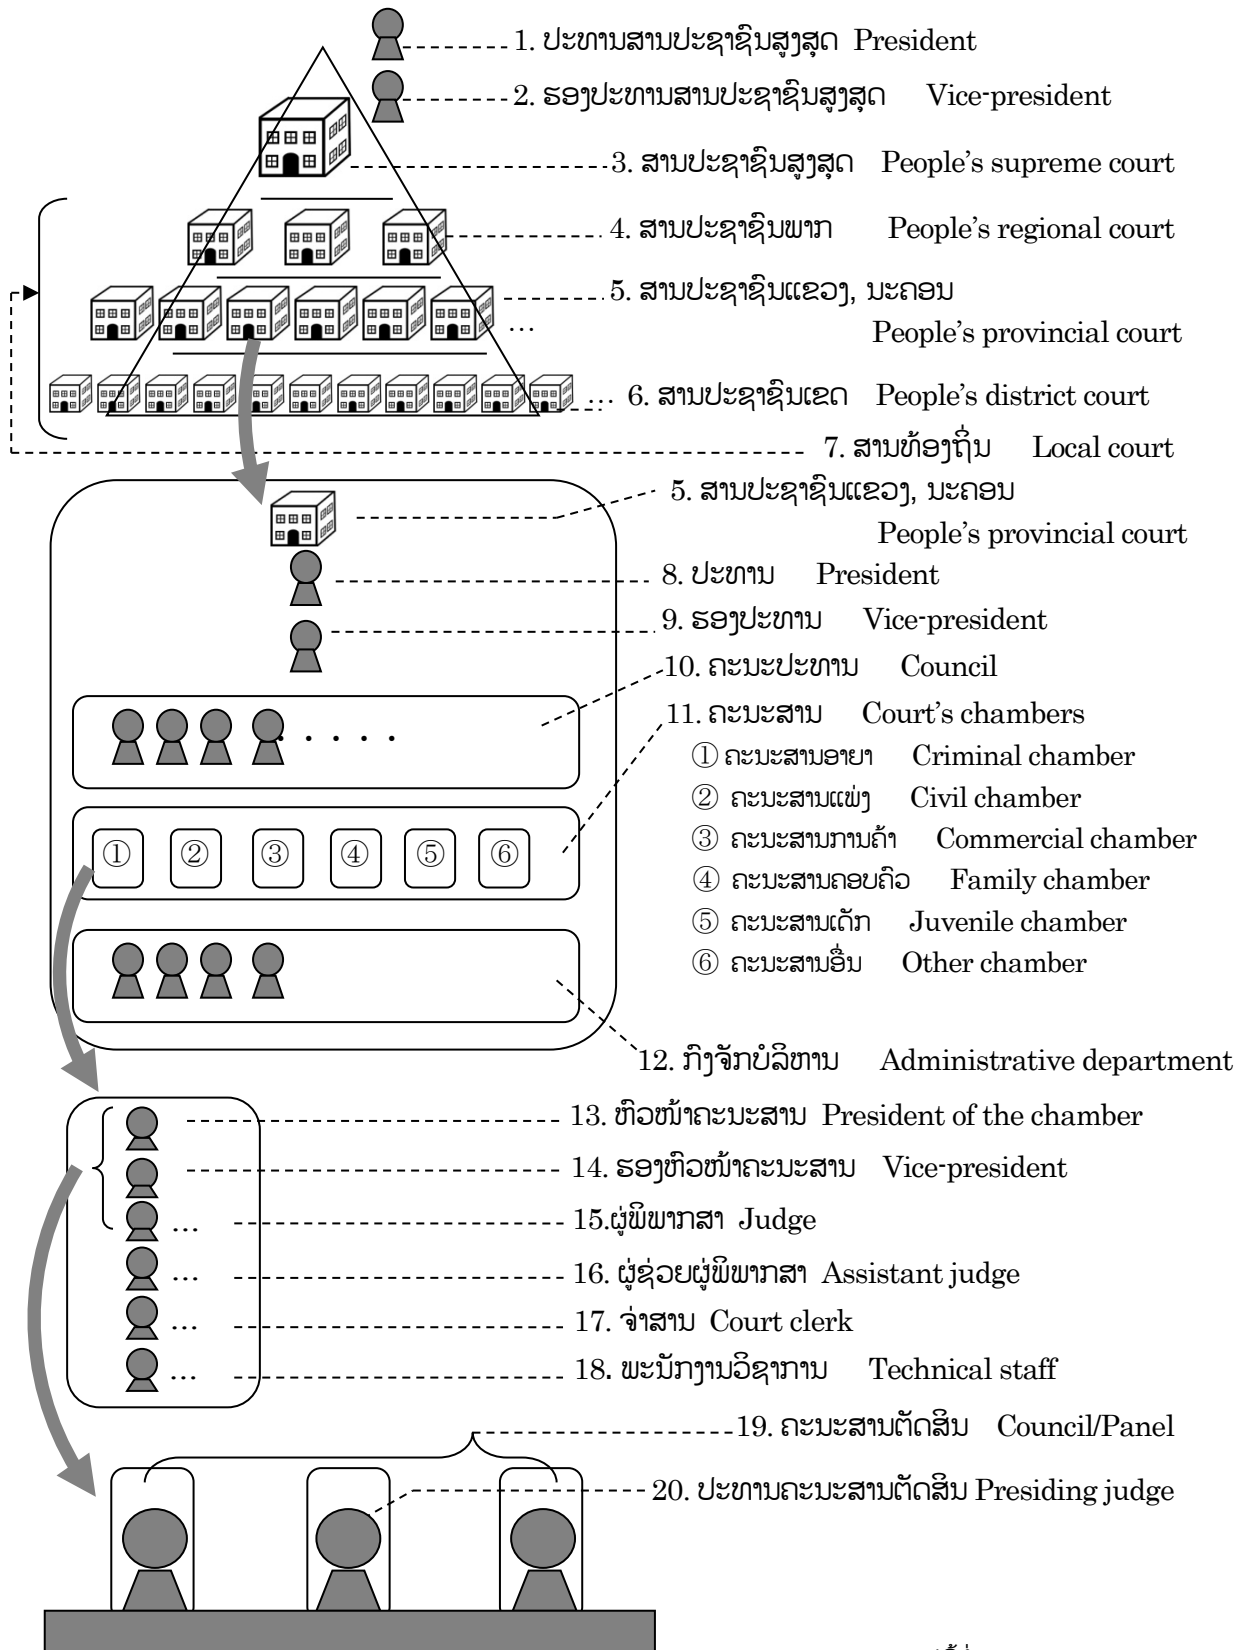 1. ປະທານສານປະຊາຊົນສູງສຸດ President
2. ຮອງປະທານສານປະຊາຊົນສູງສຸດ Vice-president
3. ສານປະຊາຊົນສູງສຸດ People's supreme court
4. ສານປະຊາຊົນພາກ People's regional court
5. ສານປະຊາຊົນແຂວງ, ນະຄອນ
…
People's provincial court
… 6. ສານປະຊາຊົນເຂດ People's district court
7. ສານທ້ອງຖິ່ນ Local court
5. ສານປະຊາຊົນແຂວງ, ນະຄອນ
People's provincial court
8. ປະທານ President
9. ຮອງປະທານ Vice-president
10. ຄະນະປະທານ Council
11. ຄະນະສານ Court's chambers
① ຄະນະສານອາຍາ Criminal chamber
② ຄະນະສານແພ່ງ Civil chamber
③ ຄະນະສານການຄ້າ Commercial chamber
④ ຄະນະສານຄອບຄົວ Family chamber
⑤ ຄະນະສານເດັກ Juvenile chamber
⑥ ຄະນະສານອື່ນ Other chamber
① ② ③ ④ ⑤ ⑥
12. ກົງຈັກບໍລິຫານ Administrative department
13. ຫົວໜ້າຄະນະສານ President of the chamber
14. ຮອງຫົວໜ້າຄະນະສານ Vice-president
… 15.ຜູ່ພິພາກສາ Judge
… 16. ຜູ່ຊ່ວຍຜູ່ພິພາກສາ Assistant judge
… 17. ຈ່າສານ Court clerk
… 18. ພະນັກງານວິຊາການ Technical staff
19. ຄະນະສານຕັດສິນ Council/Panel
20. ປະທານຄະນະສານຕັດສິນ Presiding judge